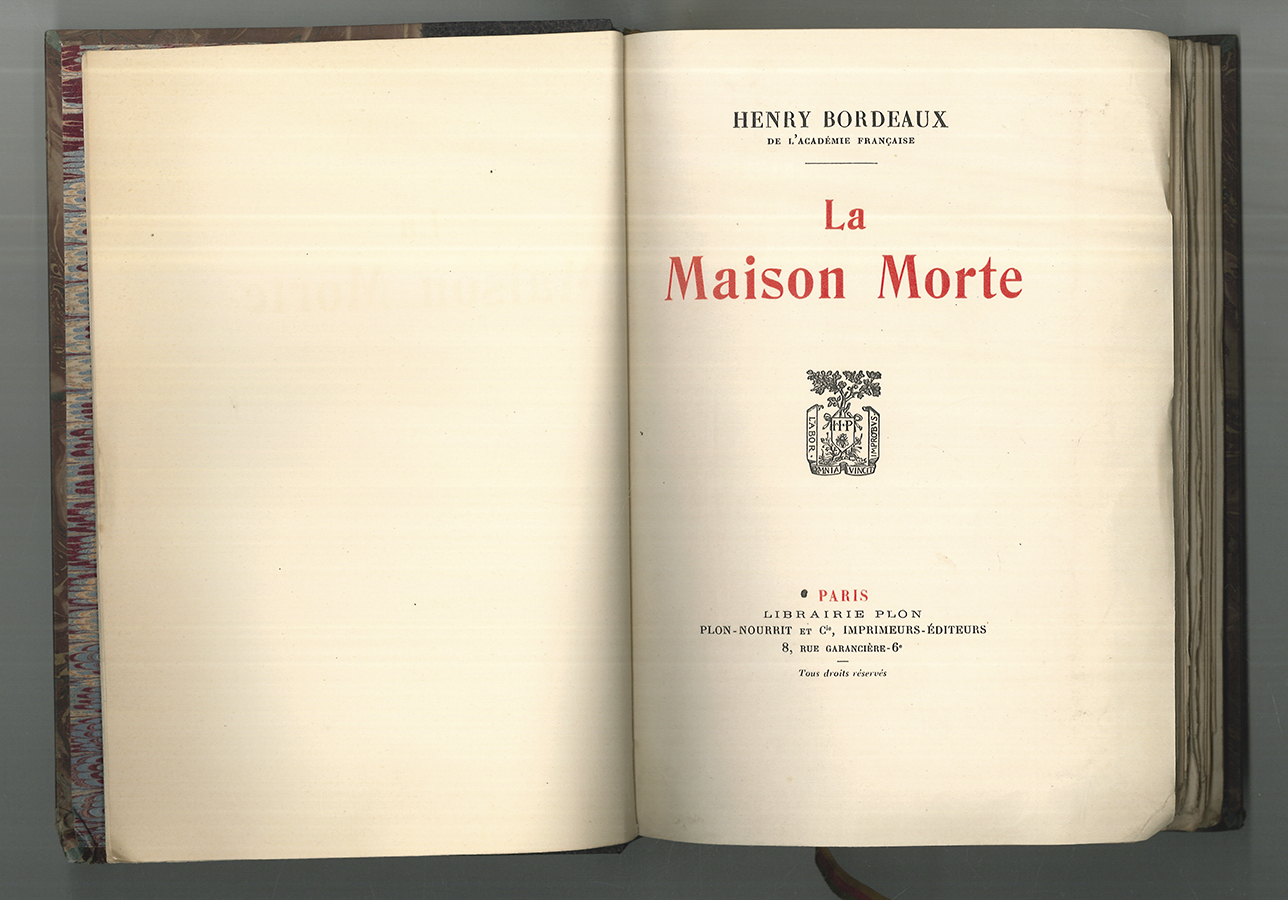 HENRY BORDEAUX
DE L'ACADÉMIE FRANÇAISE
La
Maison Morte
H·P
LABOR
IMPROBVS
OMNIA VINCIT
PARIS
LIBRAIRIE PLON
PLON-NOURRIT ET Cie, IMPRIMEURS-ÉDITEURS
8, RUE GARANCIÈRE-6e
Tous droits réservés